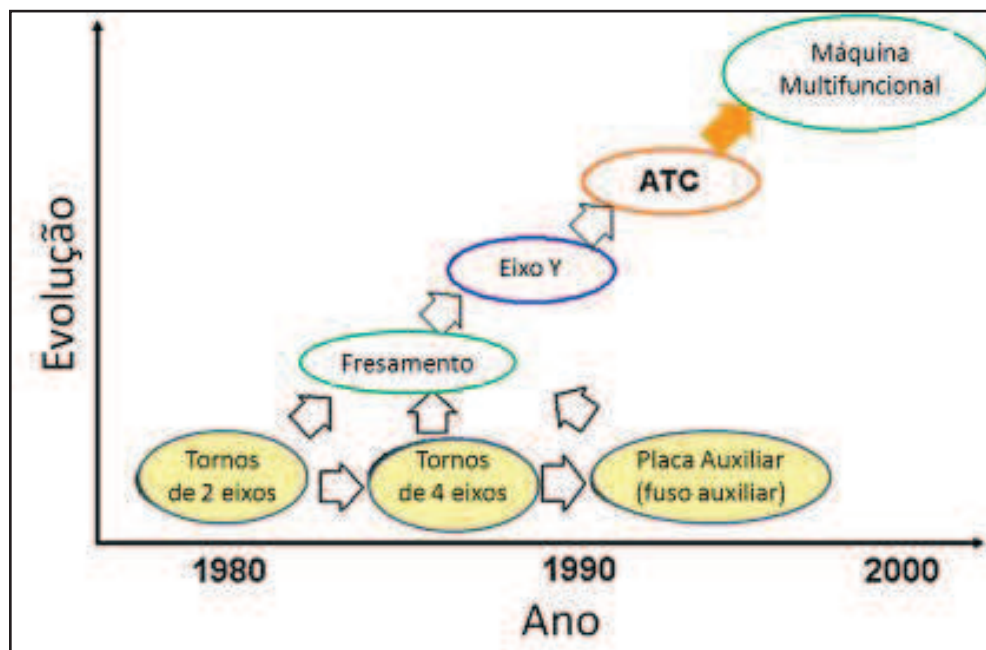 Máquina
Multifuncional
ATC
Eixo Y
Fresamento
Tornos
de 2 eixos
Tornos
de 4 eixos
Placa Auxiliar
(fuso auxiliar)
Evolução
1980
1990
2000
Ano